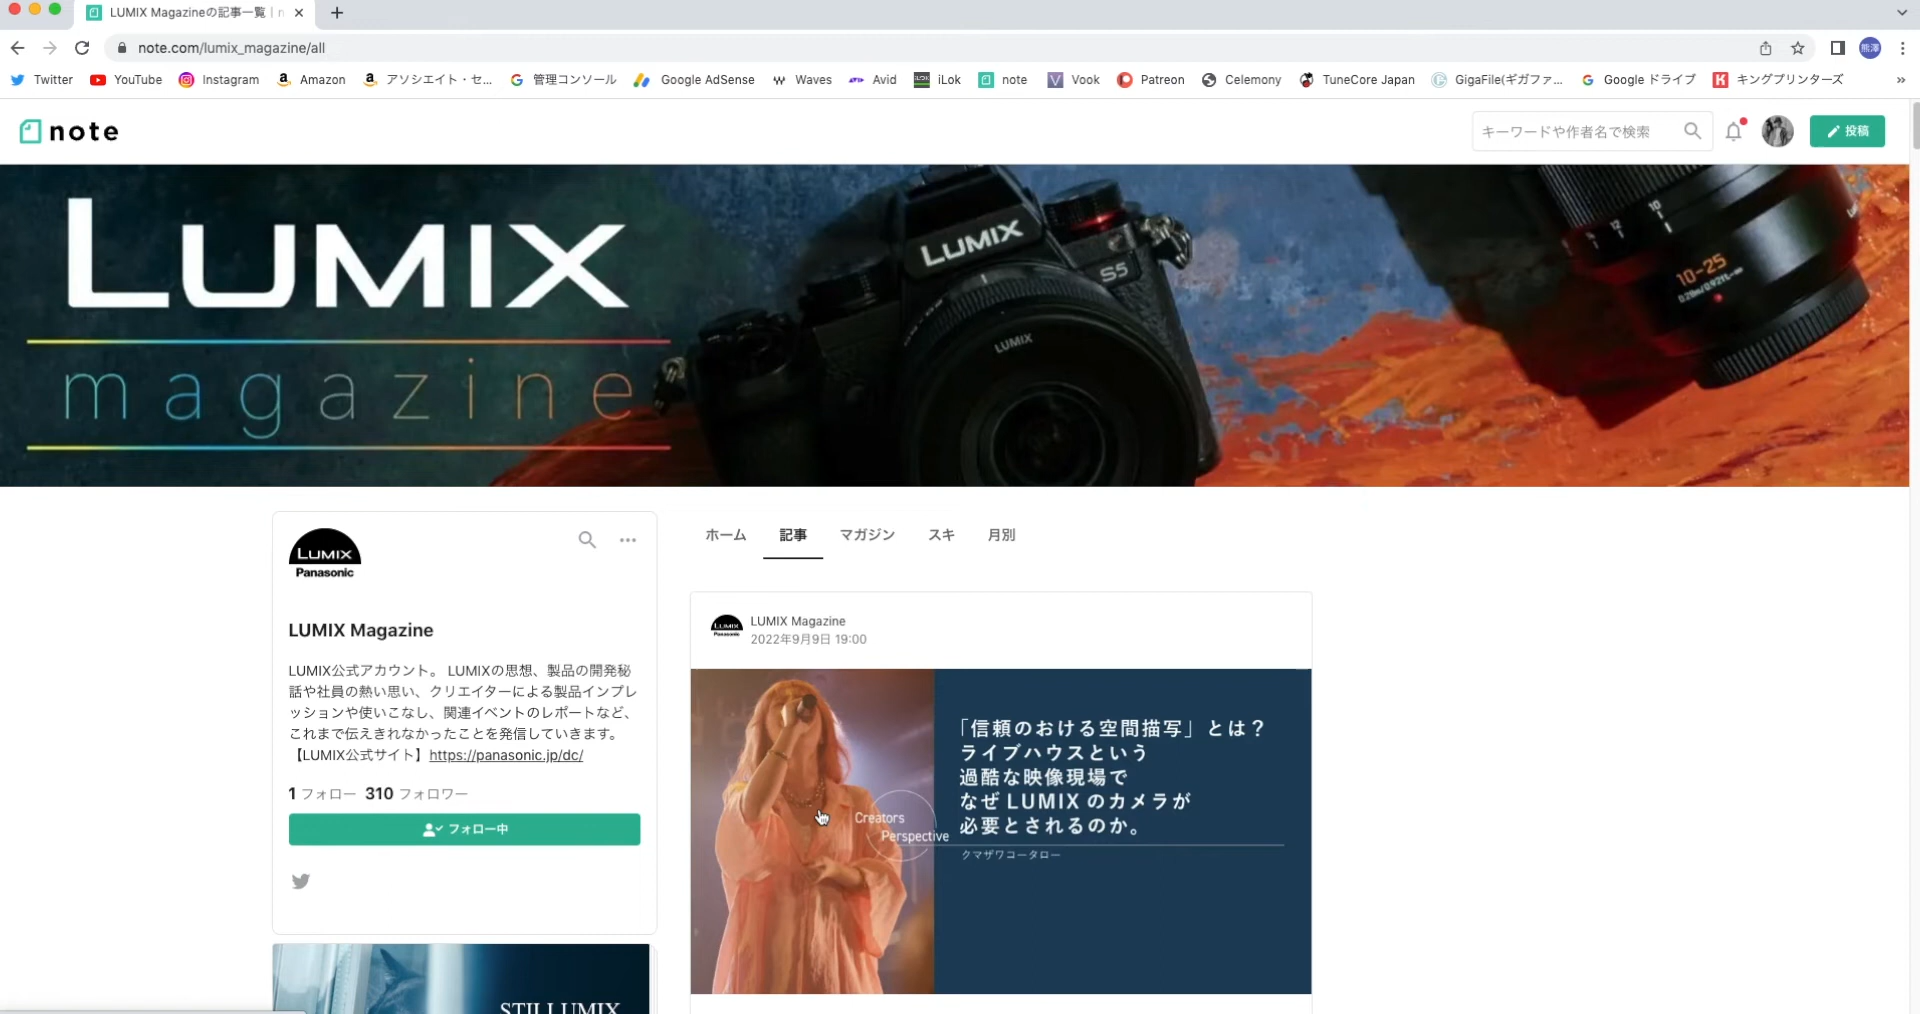 LUMIX Magazineの記事一覧
note.com/lumix_magazine/all
Twitter YouTube Instagram Amazon アソシエイト・セ... 管理コンソール Google AdSense Waves Avid iLok note Vook Patreon Celemony TuneCore Japan GigaFile(ギガファ... Google ドライブ キングプリンターズ »
熊澤
note
キーワードや作者名で検索
投稿
LUMIX
magazine
LUMIX
S5
LUMIX
10-25
LUMIX
Panasonic
LUMIX Magazine
LUMIX公式アカウント。 LUMIXの思想、製品の開発秘
話や社員の熱い思い、クリエイターによる製品インプレ
ッションや使いこなし、関連イベントのレポートなど、
これまで伝えきれなかったことを発信していきます。
【LUMIX公式サイト】https://panasonic.jp/dc/
1 フォロー 310 フォロワー
フォロー中
STILLUMIX
ホーム 記事 マガジン スキ 月別
LUMIX
Panasonic
LUMIX Magazine
2022年9月9日 19:00
「信頼のおける空間描写」とは？
ライブハウスという
過酷な映像現場で
なぜLUMIXのカメラが
必要とされるのか。
クマザワコータロー
Creators
Perspective